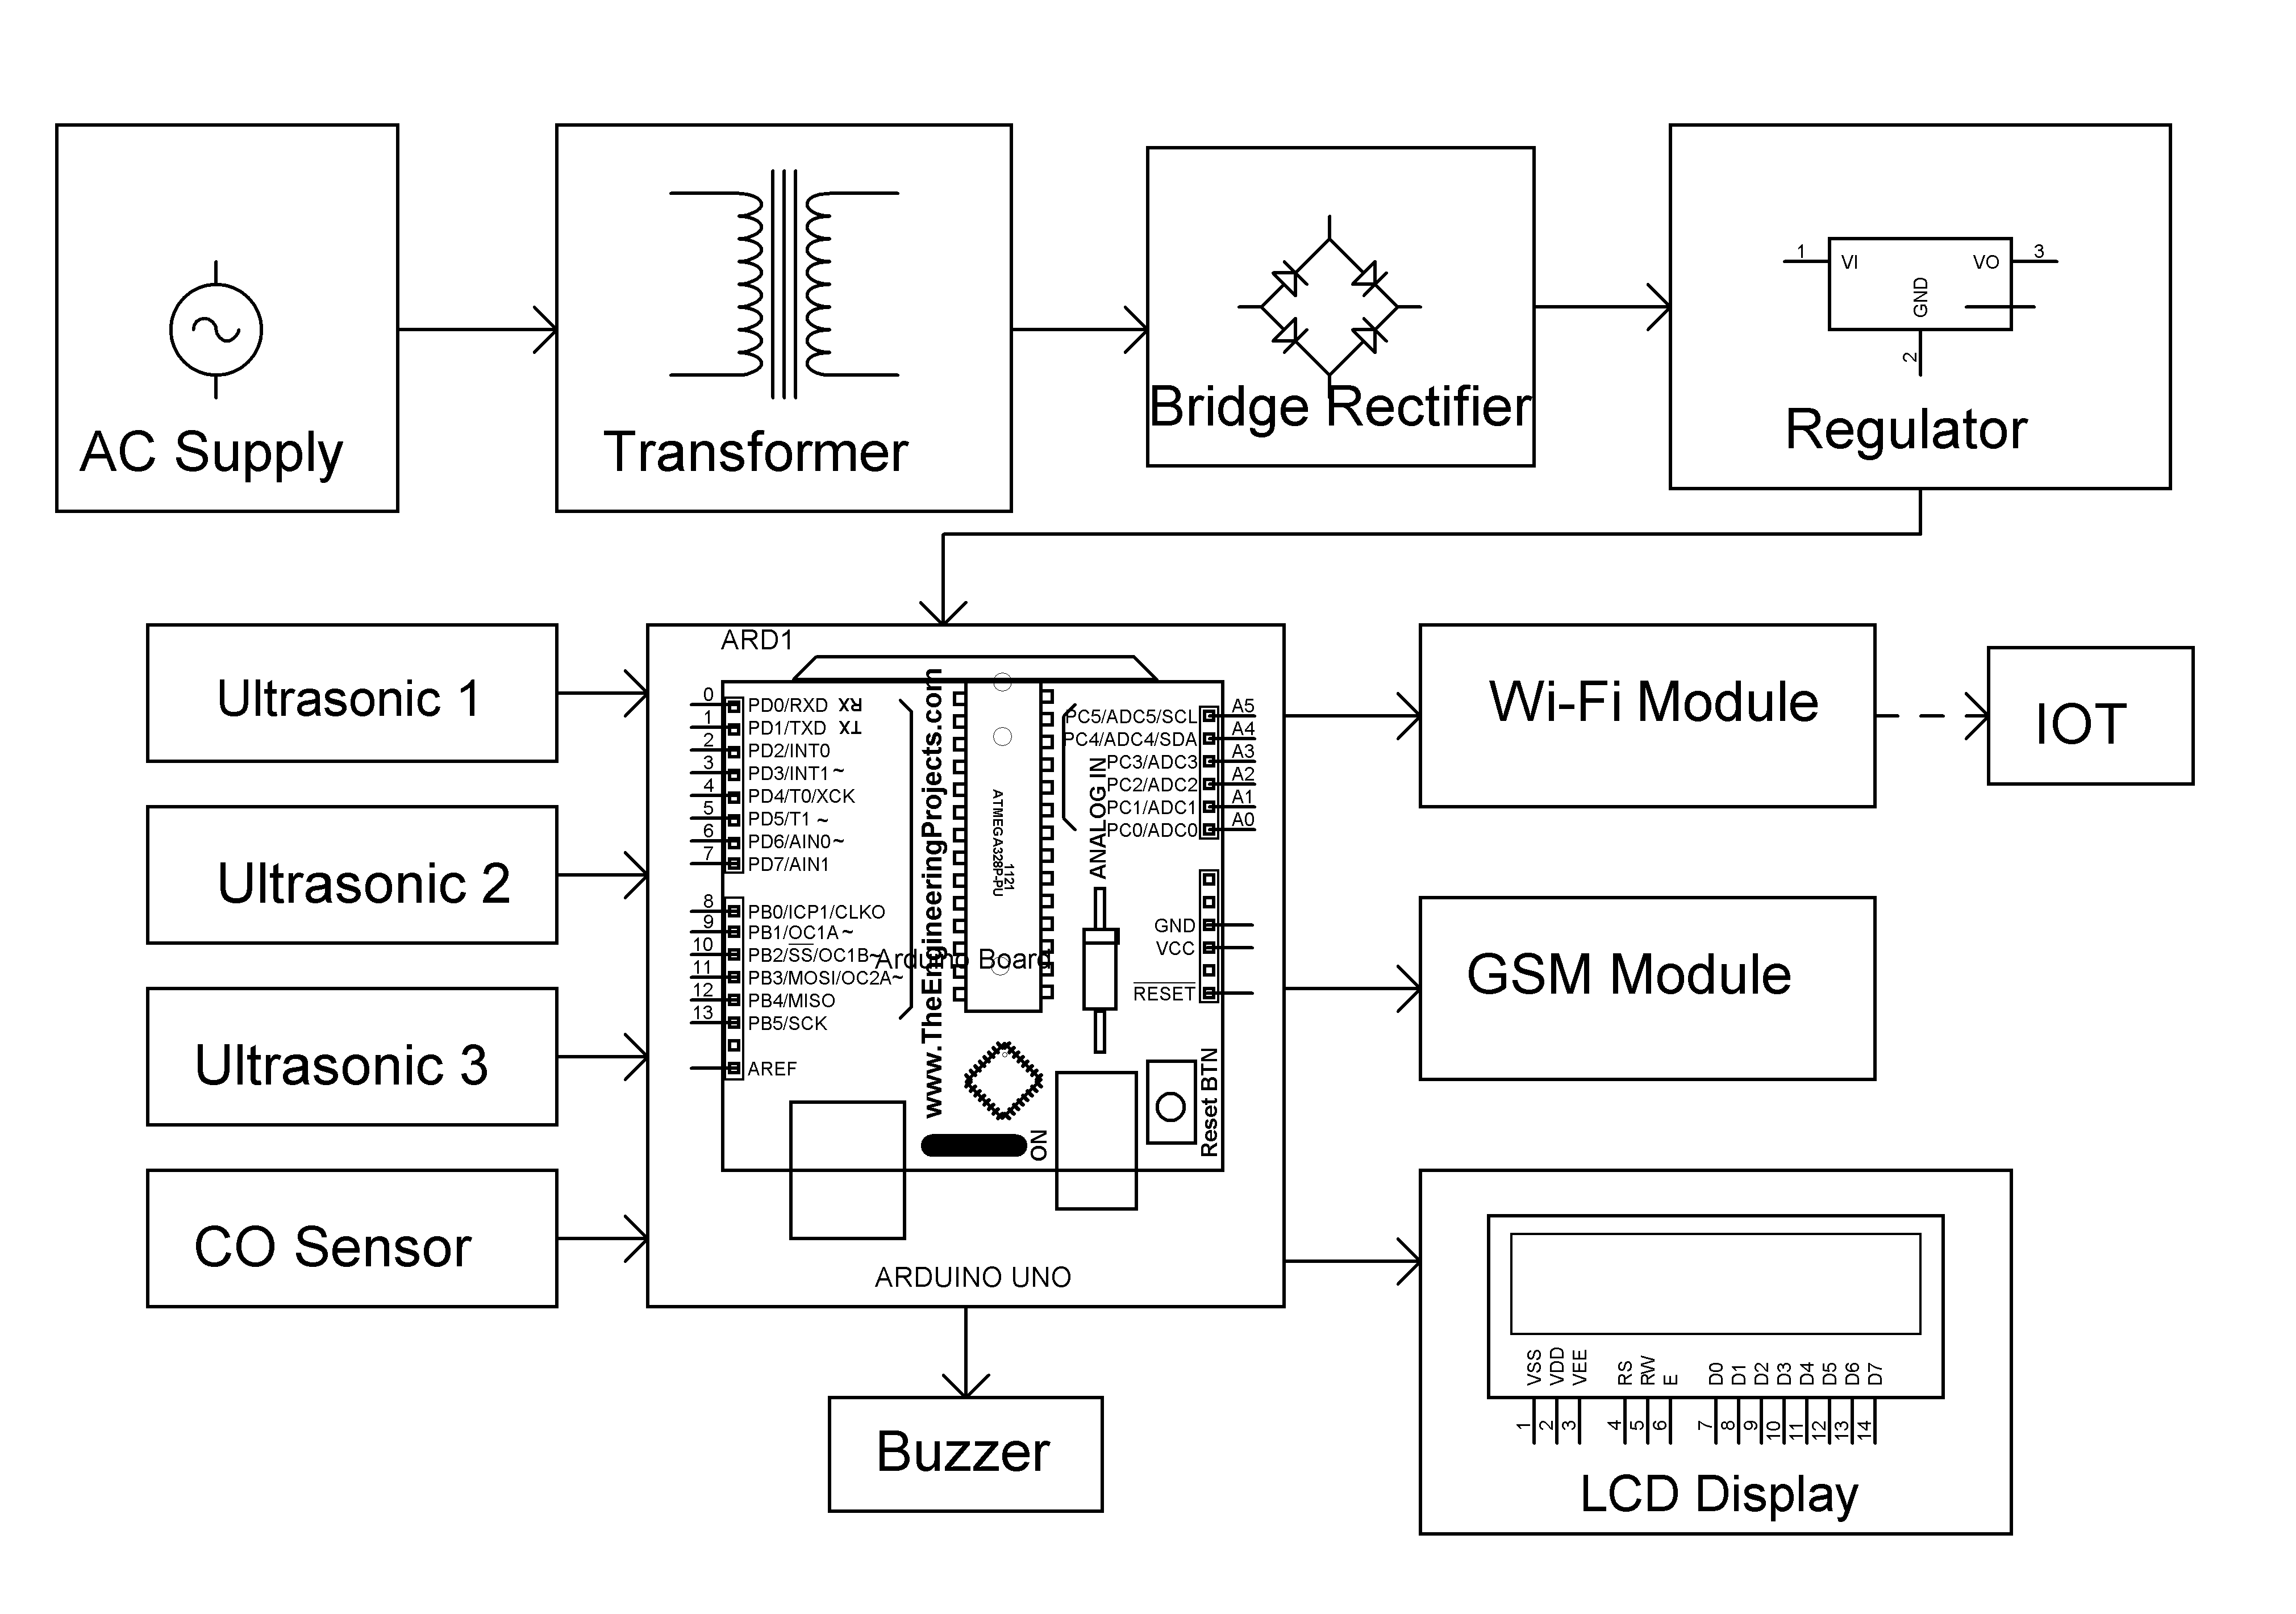 AC Supply
Transformer
Bridge Rectifier
1
VI
VO
3
GND
2
Regulator
Ultrasonic 1
Ultrasonic 2
Ultrasonic 3
CO Sensor
ARD1
0 PD0/RXD RX
1 PD1/TXD TX
2 PD2/INT0
3 PD3/INT1~
4 PD4/T0/XCK
5 PD5/T1 ~
6 PD6/AIN0~
7 PD7/AIN1
8 PB0/ICP1/CLKO
9 PB1/OC1A~
10 PB2/SS/OC1B~
11 PB3/MOSI/OC2A~
12 PB4/MISO
13 PB5/SCK
AREF
www.TheEngineeringProjects.com
ATMEGA328P-PU
1121
Arduino Board
ANALOG IN
PC5/ADC5/SCL A5
PC4/ADC4/SDA A4
PC3/ADC3 A3
PC2/ADC2 A2
PC1/ADC1 A1
PC0/ADC0 A0
GND
VCC
RESET
Reset BTN
ON
ARDUINO UNO
Wi-Fi Module
IOT
GSM Module
VSS VDD VEE RS RW E D0 D1 D2 D3 D4 D5 D6 D7
1 2 3 4 5 6 7 8 9 10 11 12 13 14
LCD Display
Buzzer